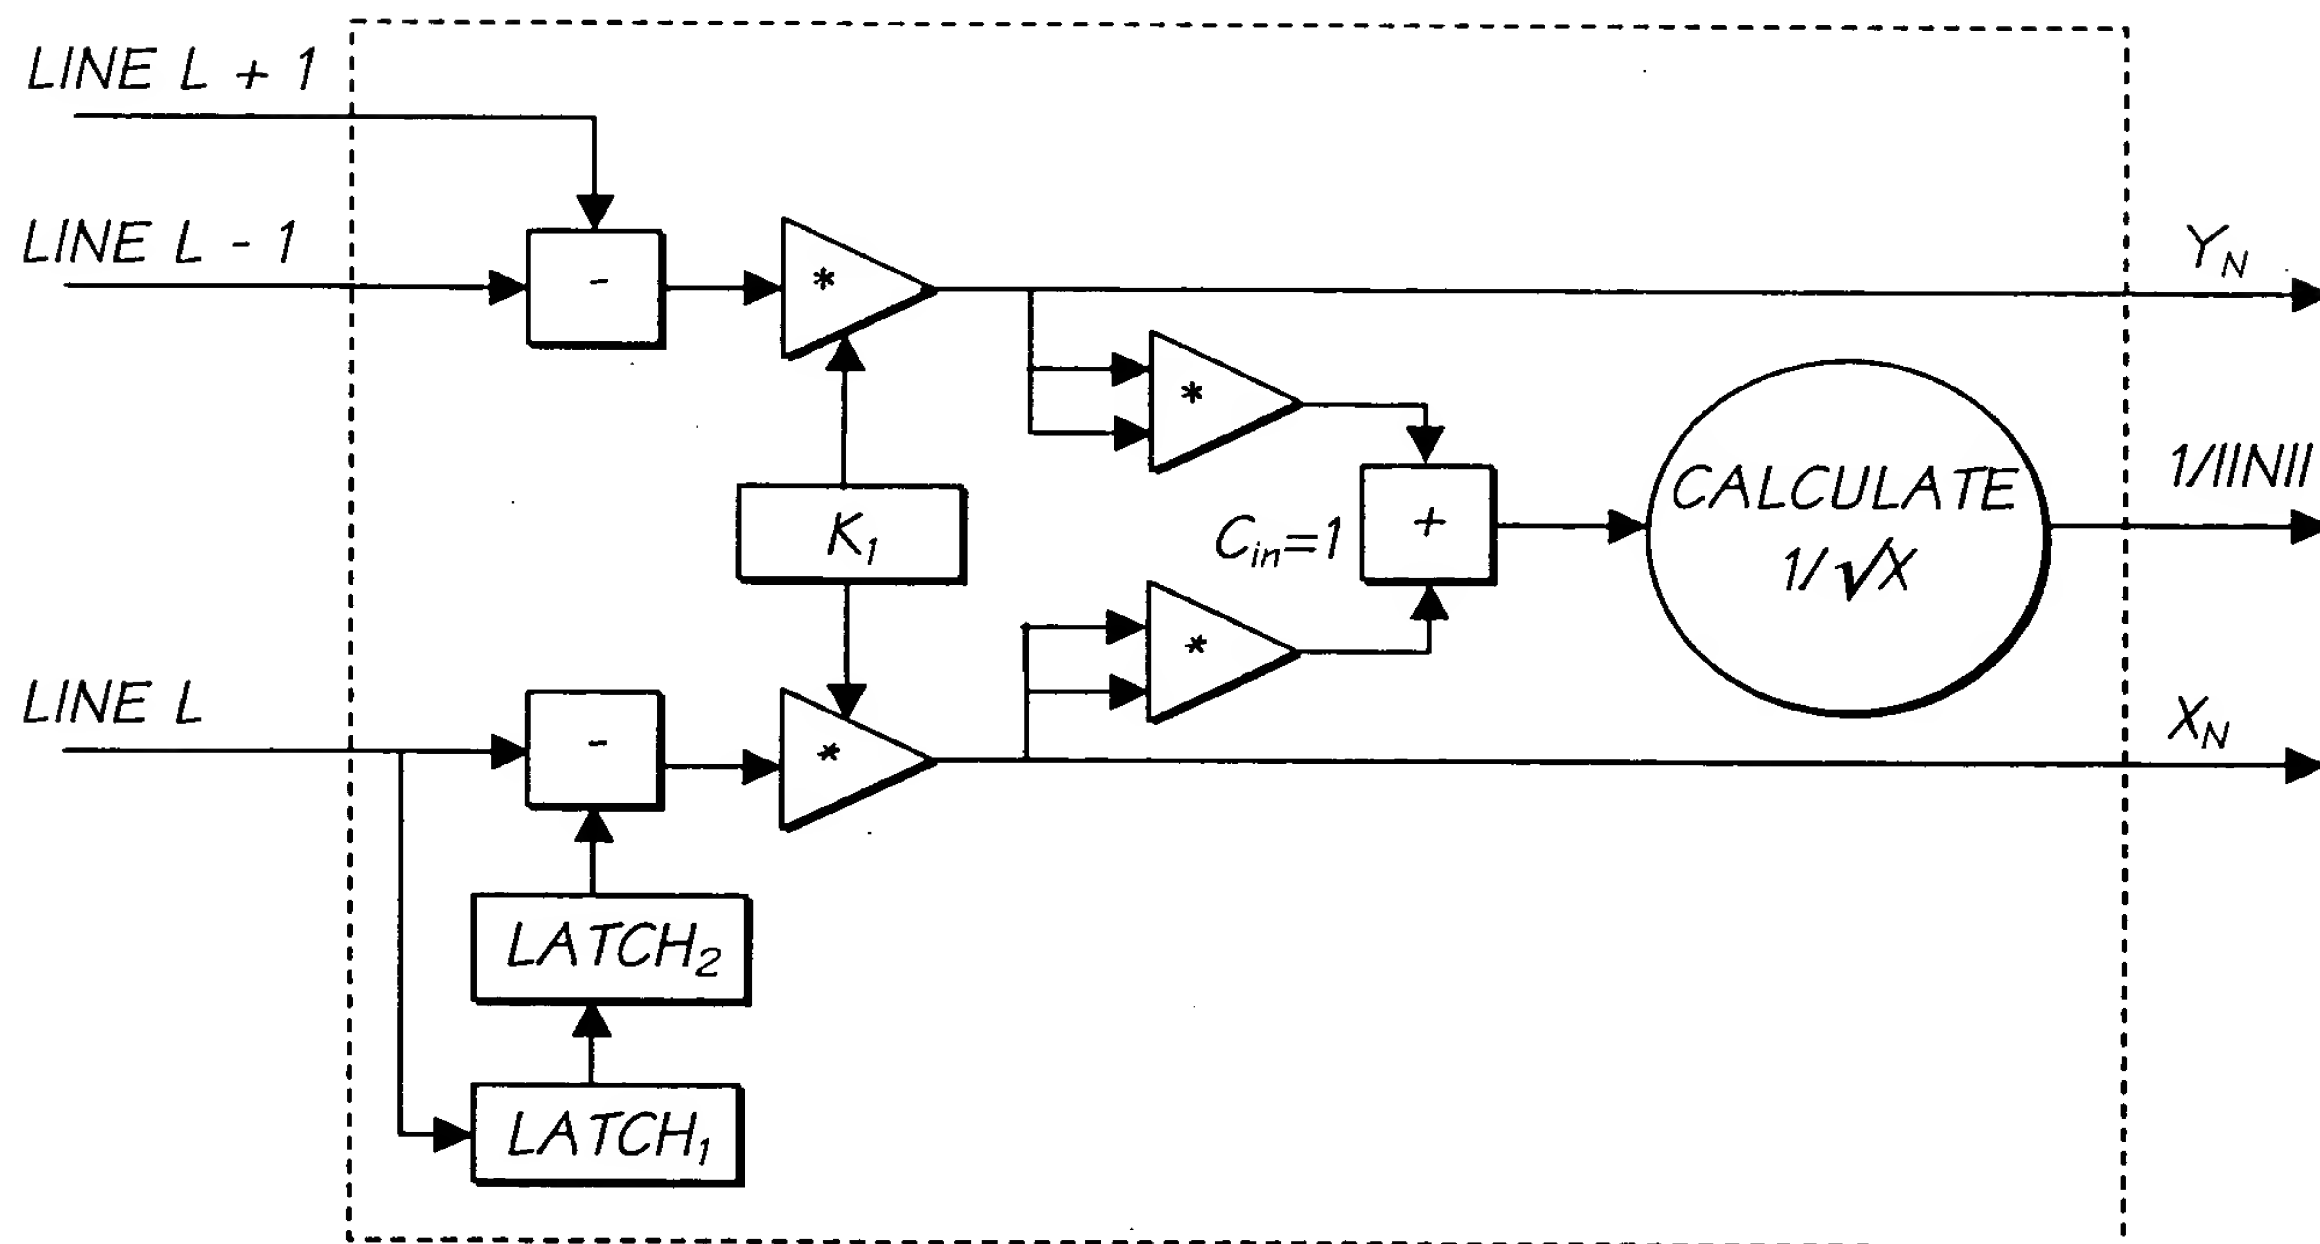 LINE L + 1
LINE L - 1
-
*
Y_N
*
K_1
C_in=1
+
CALCULATE
1/√X
1/||N||
*
LINE L
-
*
X_N
LATCH_2
LATCH_1